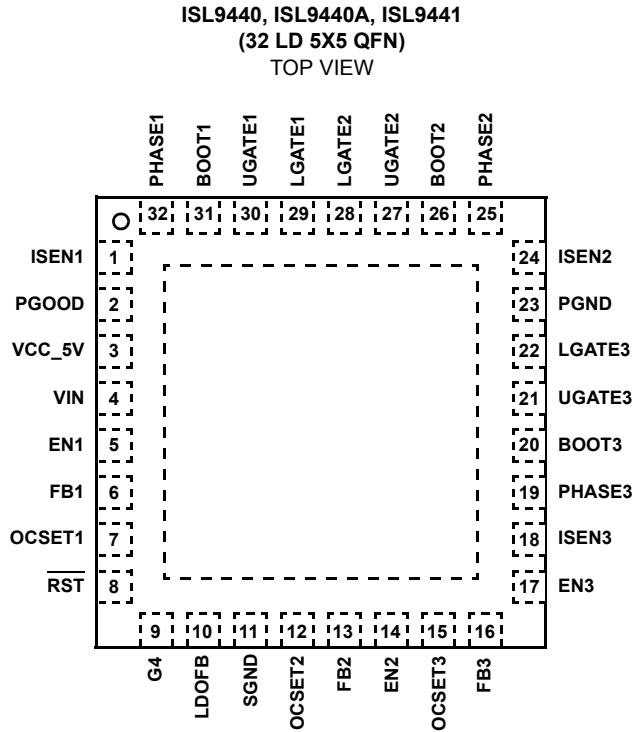 ISL9440, ISL9440A, ISL9441
(32 LD 5X5 QFN)
TOP VIEW
PHASE1
BOOT1
UGATE1
LGATE1
LGATE2
UGATE2
BOOT2
PHASE2
32 31 30 29 28 27 26 25
ISEN1 1
PGOOD 2
VCC_5V 3
VIN 4
EN1 5
FB1 6
OCSET1 7
RST 8
24 ISEN2
23 PGND
22 LGATE3
21 UGATE3
20 BOOT3
19 PHASE3
18 ISEN3
17 EN3
9 10 11 12 13 14 15 16
G4
LDOFB
SGND
OCSET2
FB2
EN2
OCSET3
FB3